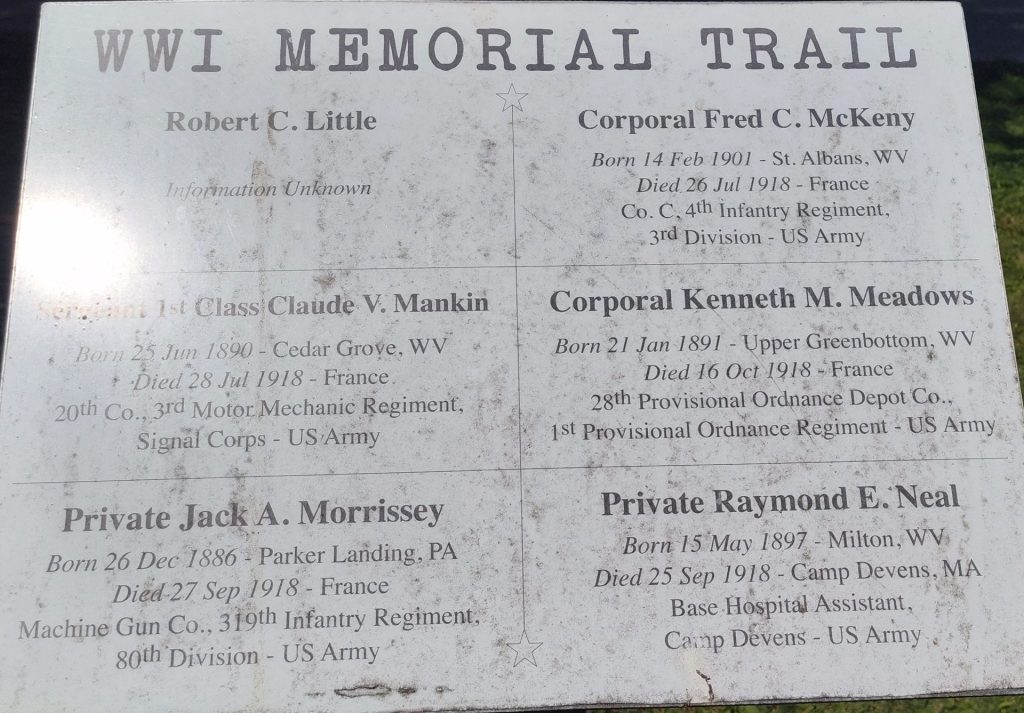 WWI MEMORIAL TRAIL
Robert C. Little
Information Unknown
Corporal Fred C. McKeny
Born 14 Feb 1901 - St. Albans, WV
Died 26 Jul 1918 - France
Co. C, 4th Infantry Regiment,
3rd Division - US Army
Sergeant 1st Class Claude V. Mankin
Born 25 Jun 1890 - Cedar Grove, WV
Died 28 Jul 1918 - France
20th Co., 3rd Motor Mechanic Regiment,
Signal Corps - US Army
Corporal Kenneth M. Meadows
Born 21 Jan 1891 - Upper Greenbottom, WV
Died 16 Oct 1918 - France
28th Provisional Ordnance Depot Co.,
1st Provisional Ordnance Regiment - US Army
Private Jack A. Morrissey
Born 26 Dec 1886 - Parker Landing, PA
Died 27 Sep 1918 - France
Machine Gun Co., 319th Infantry Regiment,
80th Division - US Army
Private Raymond E. Neal
Born 15 May 1897 - Milton, WV
Died 25 Sep 1918 - Camp Devens, MA
Base Hospital Assistant,
Camp Devens - US Army